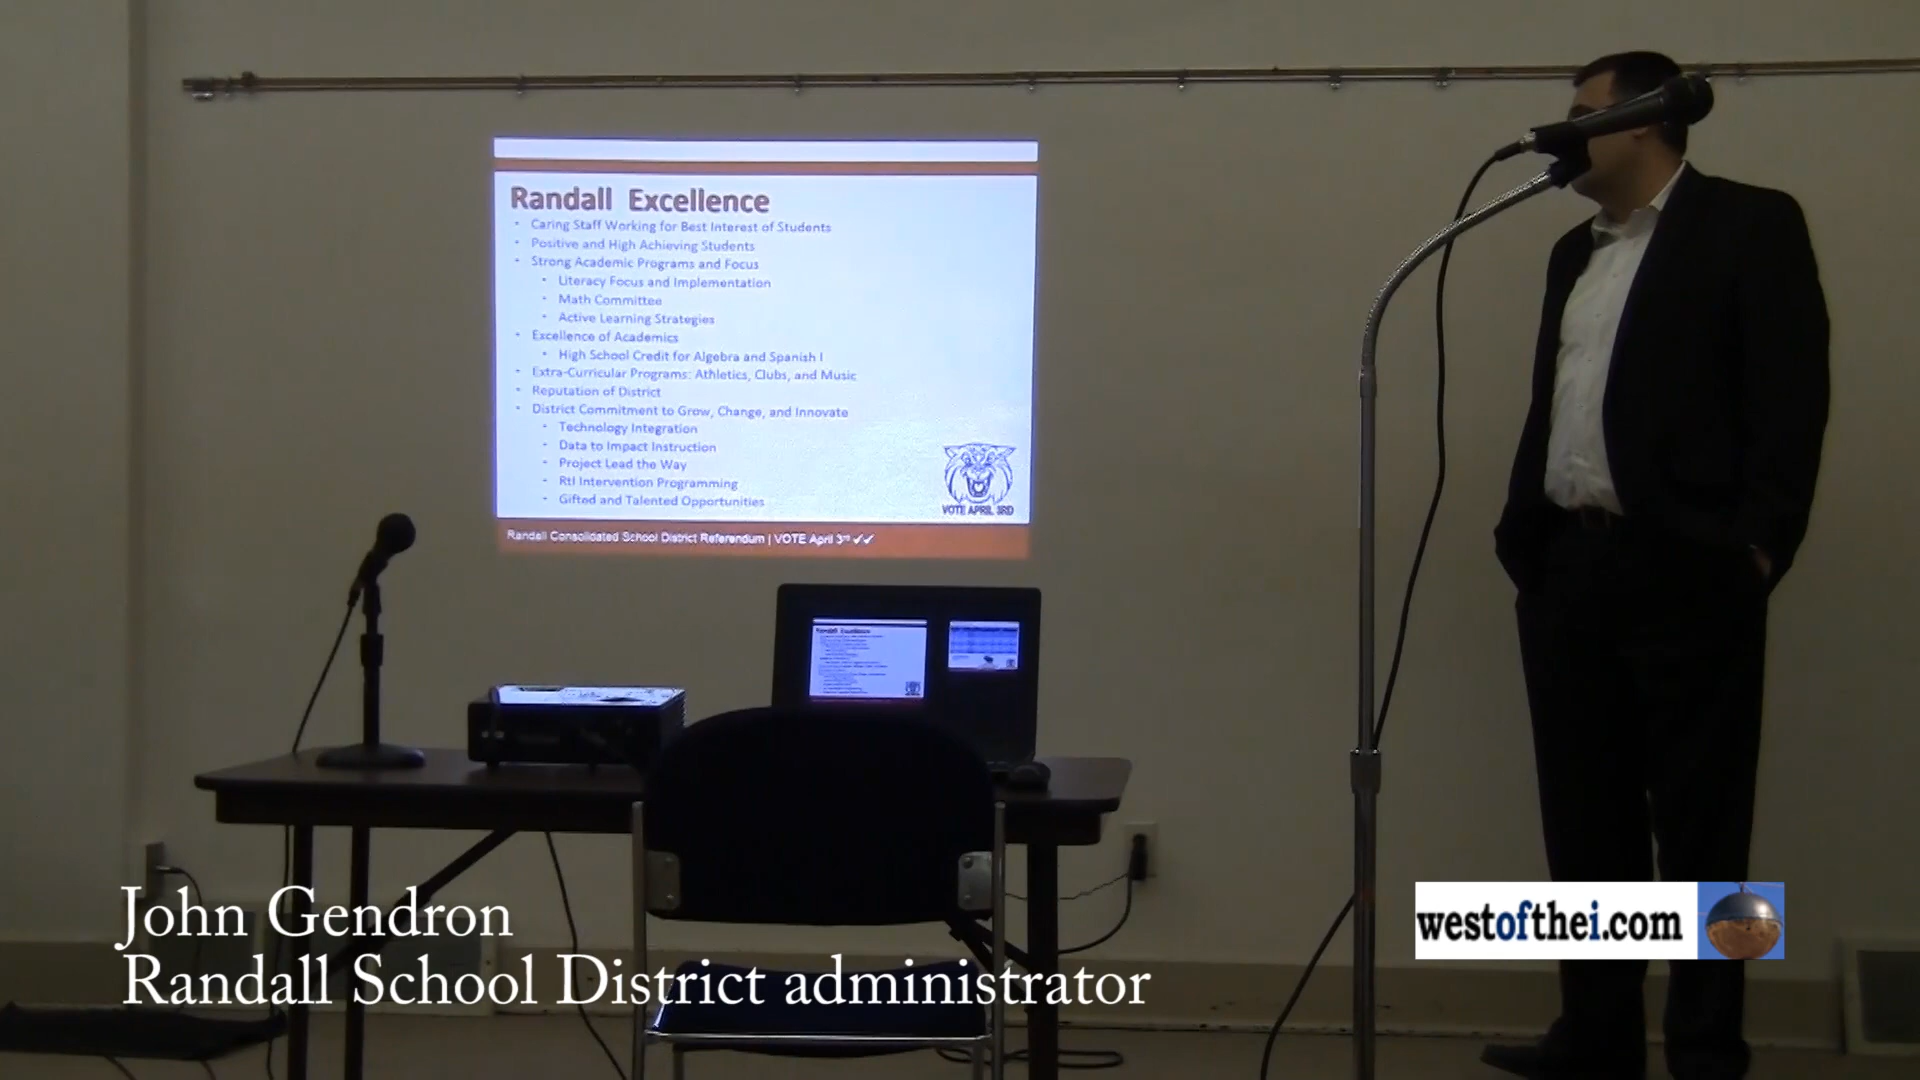 Randall Excellence
Caring Staff Working for Best Interest of Students
Positive and High Achieving Students
Strong Academic Programs and Focus
Literacy Focus and Implementation
Math Committee
Active Learning Strategies
Excellence of Academics
High School Credit for Algebra and Spanish I
Extra-Curricular Programs: Athletics, Clubs, and Music
Reputation of District
District Commitment to Grow, Change, and Innovate
Technology Integration
Data to Impact Instruction
Project Lead the Way
RtI Intervention Programming
Gifted and Talented Opportunities
VOTE APRIL 3RD
Randall Consolidated School District Referendum | VOTE April 3rd ✓✓
Randall Excellence
John Gendron
Randall School District administrator
westofthei.com